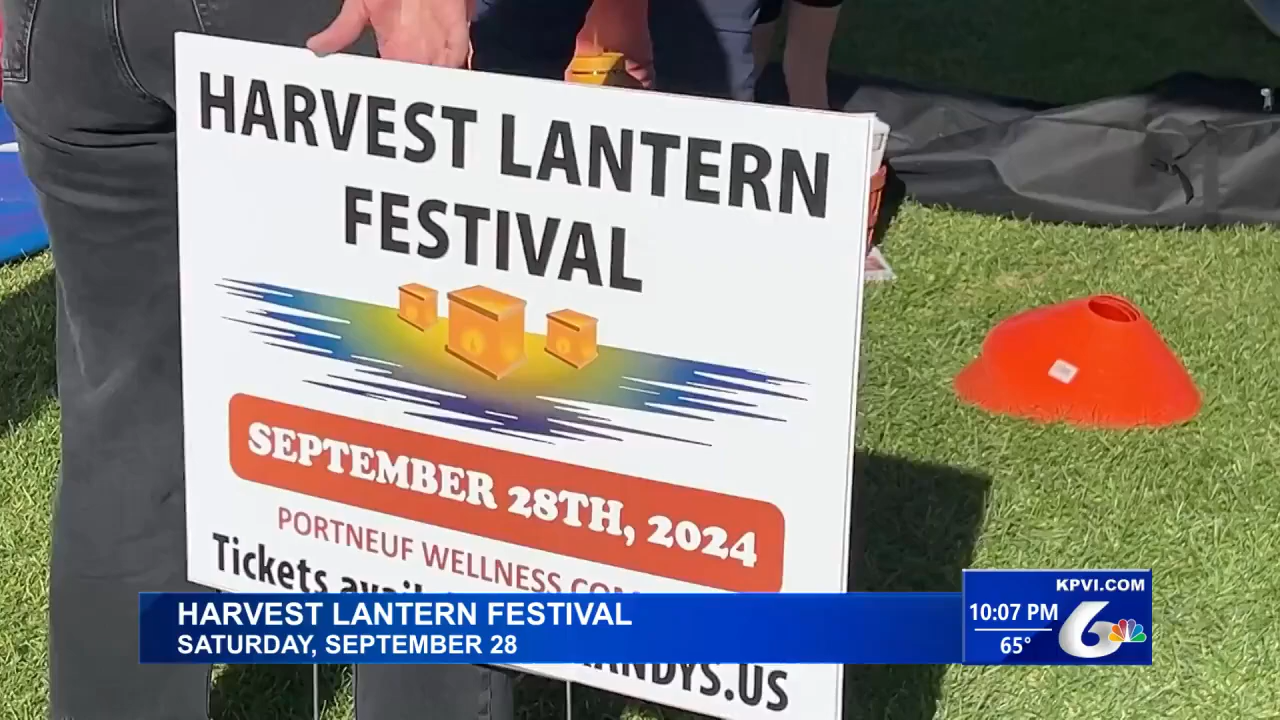 HARVEST LANTERN
FESTIVAL
SEPTEMBER 28TH, 2024
PORTNEUF WELLNESS
Tickets
HARVEST LANTERN FESTIVAL
SATURDAY, SEPTEMBER 28
KPVI.COM
10:07 PM
65°
6